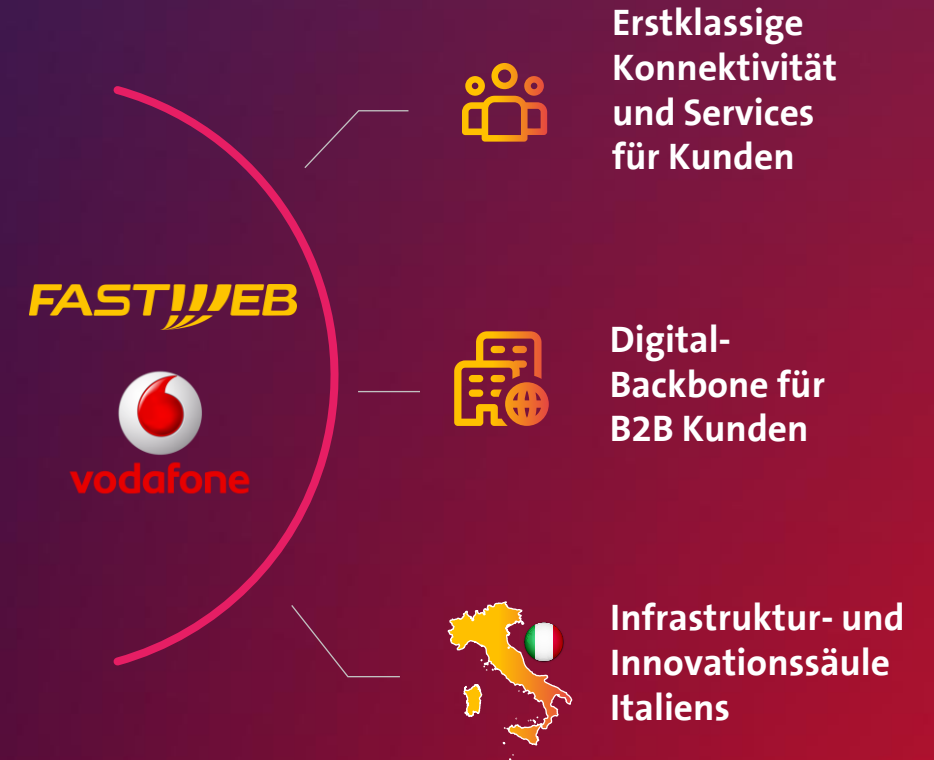 FASTWEB
vodafone
Erstklassige
Konnektivität
und Services
für Kunden
Digital-
Backbone für
B2B Kunden
Infrastruktur- und
Innovationssäule
Italiens